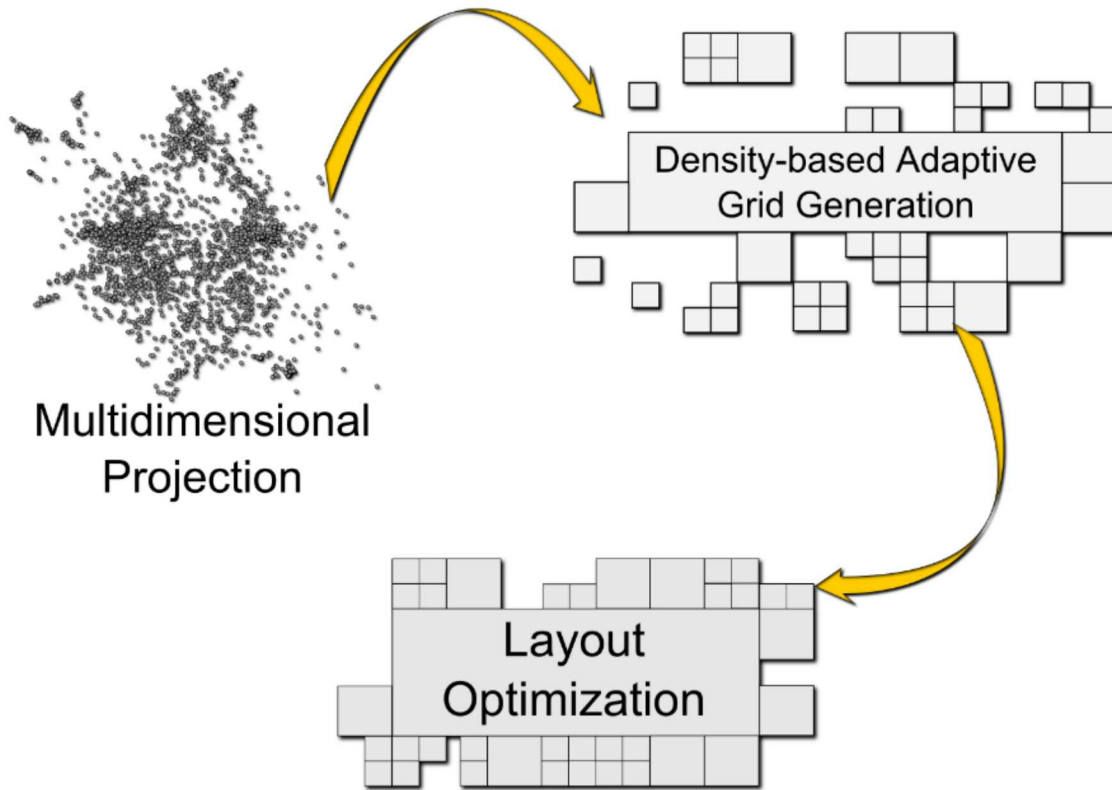 Multidimensional
Projection
Density-based Adaptive
Grid Generation
Layout
Optimization